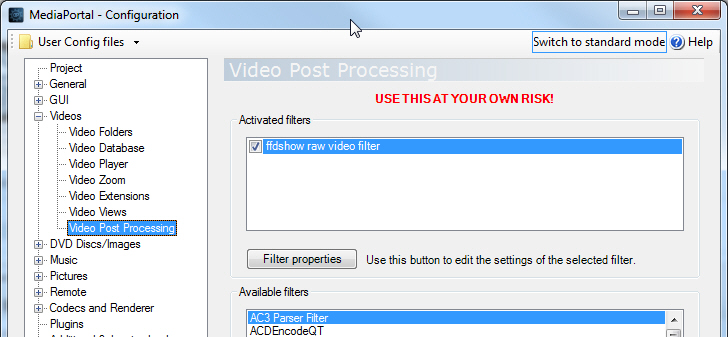 MediaPortal - Configuration
User Config files
Switch to standard mode
Help
Project
General
GUI
Videos
Video Folders
Video Database
Video Player
Video Zoom
Video Extensions
Video Views
Video Post Processing
DVD Discs/Images
Music
Pictures
Remote
Codecs and Renderer
Plugins
Video Post Processing
USE THIS AT YOUR OWN RISK!
Activated filters
ffdshow raw video filter
Filter properties
Use this button to edit the settings of the selected filter.
Available filters
AC3 Parser Filter
ACDEncodeQT